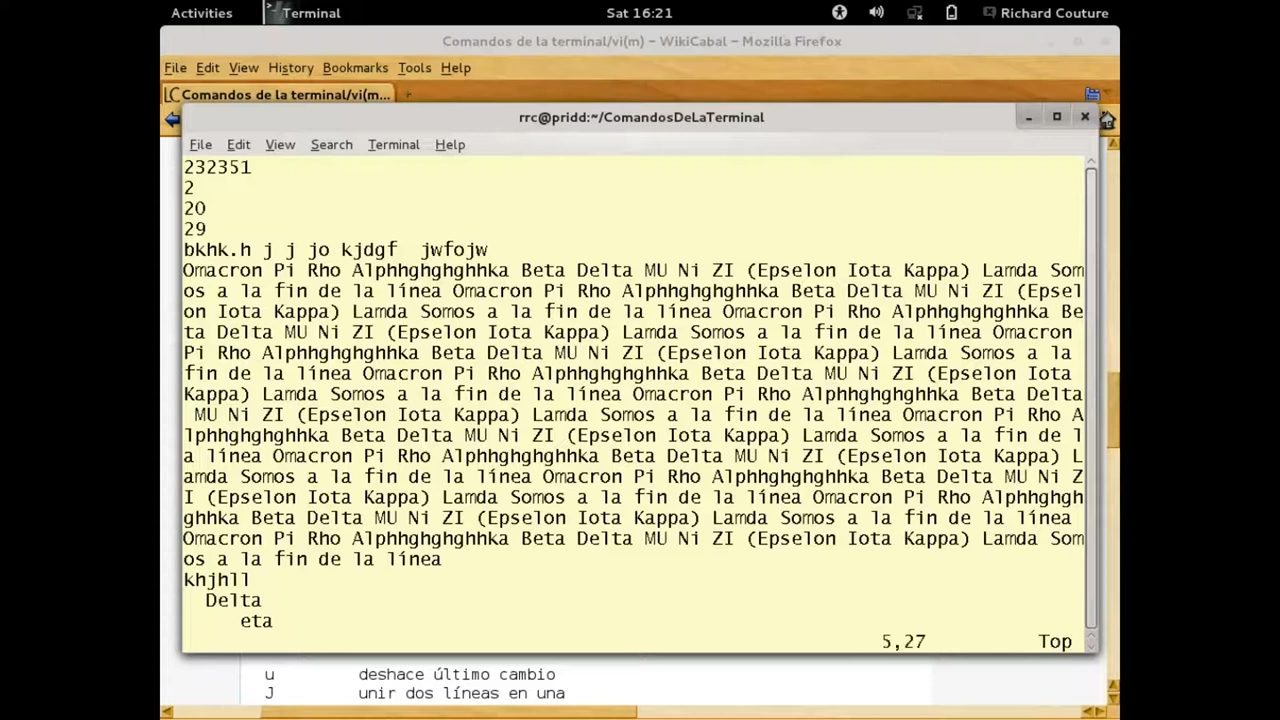 Activities Terminal Sat 16:21 Richard Couture
Comandos de la terminal/vi(m) – WikiCabal – Mozilla Firefox
File Edit View History Bookmarks Tools Help
Comandos de la terminal/vi(m...
rrc@pridd:~/ComandosDeLaTerminal
File Edit View Search Terminal Help
232351
2
20
29
bkhk.h j j jo kjdgf  jwfojw
Omacron Pi Rho Alphhghghghhka Beta Delta MU Ni ZI (Epselon Iota Kappa) Lamda Som
os a la fin de la línea Omacron Pi Rho Alphhghghghhka Beta Delta MU Ni ZI (Epsel
on Iota Kappa) Lamda Somos a la fin de la línea Omacron Pi Rho Alphhghghghhka Be
ta Delta MU Ni ZI (Epselon Iota Kappa) Lamda Somos a la fin de la línea Omacron
Pi Rho Alphhghghghhka Beta Delta MU Ni ZI (Epselon Iota Kappa) Lamda Somos a la
fin de la línea Omacron Pi Rho Alphhghghghhka Beta Delta MU Ni ZI (Epselon Iota
Kappa) Lamda Somos a la fin de la línea Omacron Pi Rho Alphhghghghhka Beta Delta
 MU Ni ZI (Epselon Iota Kappa) Lamda Somos a la fin de la línea Omacron Pi Rho A
lphhghghghhka Beta Delta MU Ni ZI (Epselon Iota Kappa) Lamda Somos a la fin de l
a línea Omacron Pi Rho Alphhghghghhka Beta Delta MU Ni ZI (Epselon Iota Kappa) L
amda Somos a la fin de la línea Omacron Pi Rho Alphhghghghhka Beta Delta MU Ni Z
I (Epselon Iota Kappa) Lamda Somos a la fin de la línea Omacron Pi Rho Alphhghgh
ghhka Beta Delta MU Ni ZI (Epselon Iota Kappa) Lamda Somos a la fin de la línea
Omacron Pi Rho Alphhghghghhka Beta Delta MU Ni ZI (Epselon Iota Kappa) Lamda Som
os a la fin de la línea
khjhll
  Delta
     eta
5,27 Top
u deshace último cambio
J unir dos líneas en una